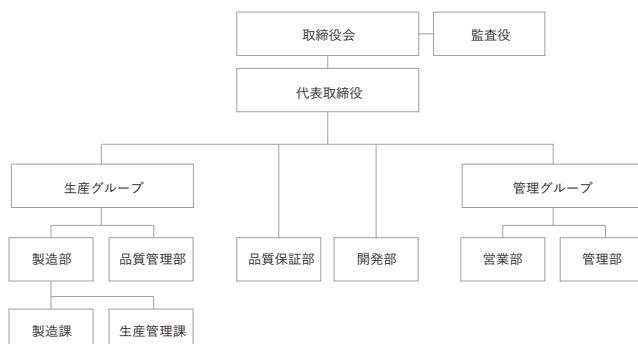 取締役会
監査役
代表取締役
生産グループ
管理グループ
製造部
品質管理部
品質保証部
開発部
営業部
管理部
製造課
生産管理課